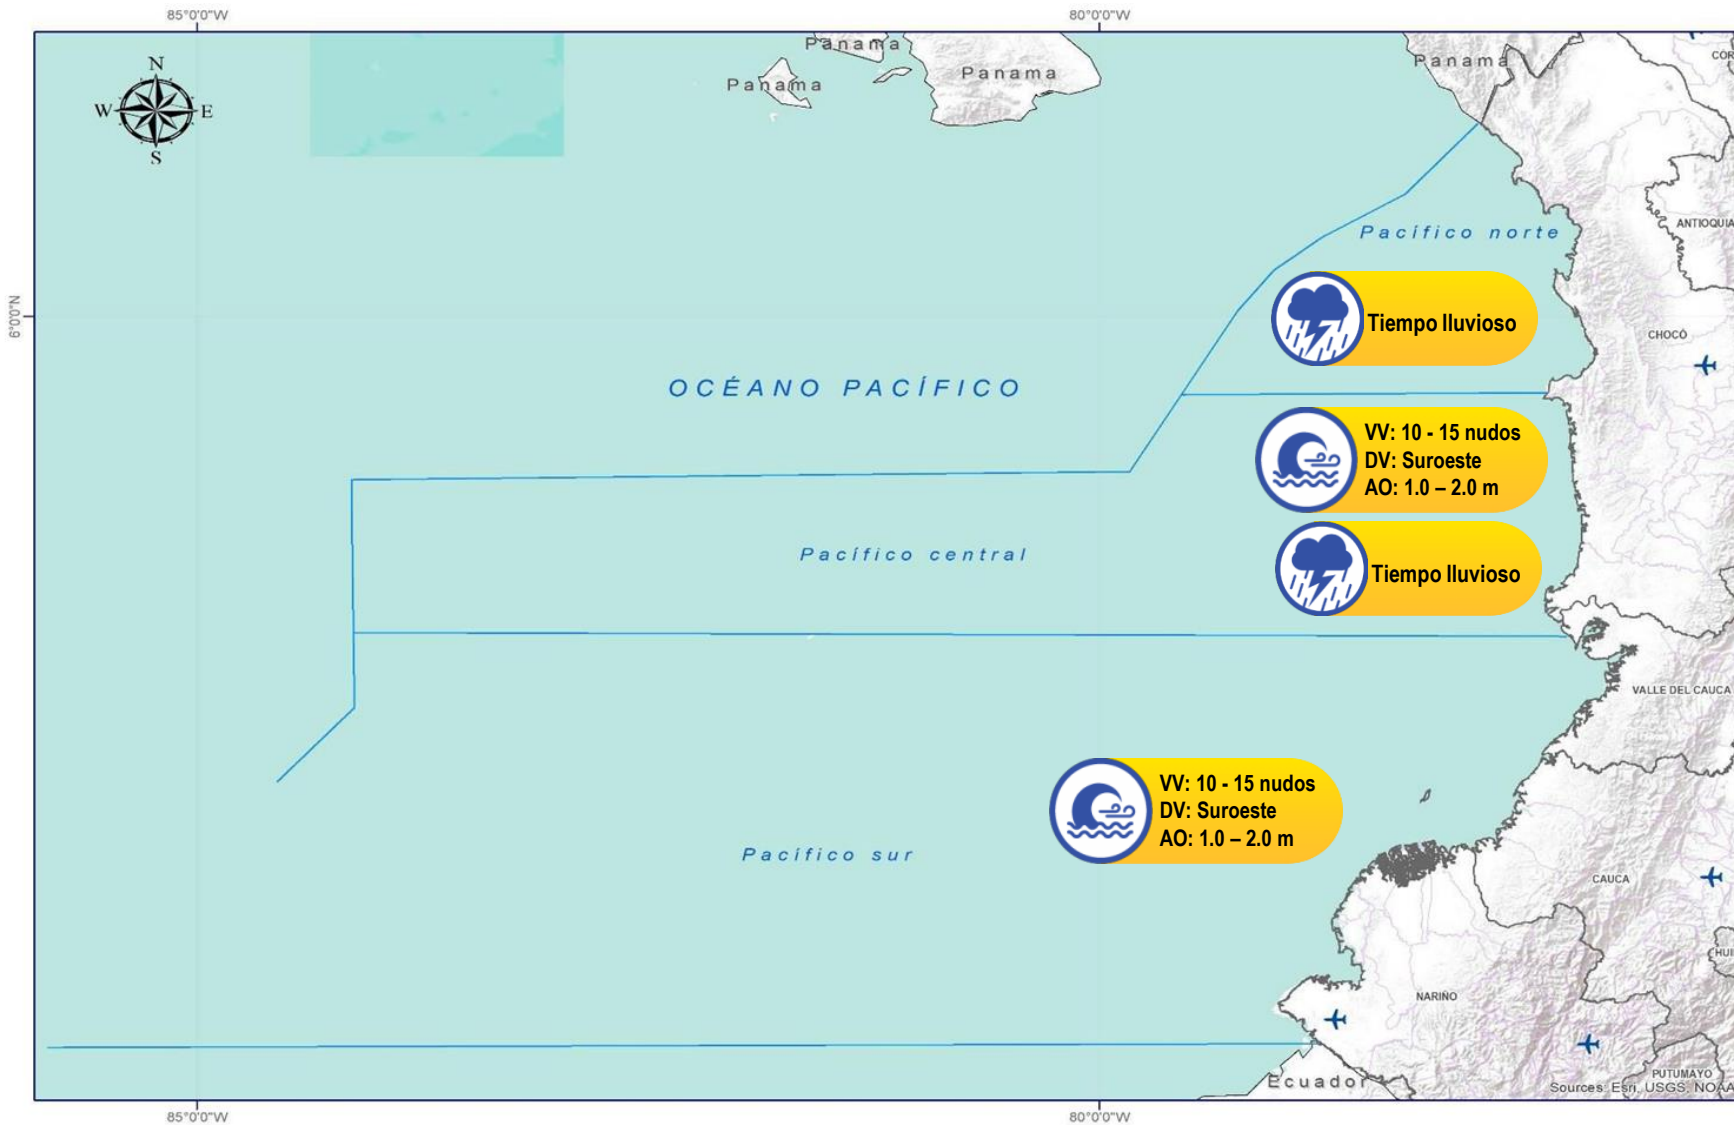 85°0'0"W
80°0'0"W
N
W
E
S
Panama
Panama
Panama
Panama
Pacífico norte
ANTIOQUIA
6°0'0"N
Tiempo lluvioso
CHOCÓ
OCÉANO PACÍFICO
VV: 10 - 15 nudos
DV: Suroeste
AO: 1.0 – 2.0 m
Pacífico central
Tiempo lluvioso
VALLE DEL CAUCA
VV: 10 - 15 nudos
DV: Suroeste
AO: 1.0 – 2.0 m
Pacífico sur
CAUCA
NARIÑO
Ecuador
PUTUMAYO
Sources: Esri, USGS, NOAA
85°0'0"W
80°0'0"W